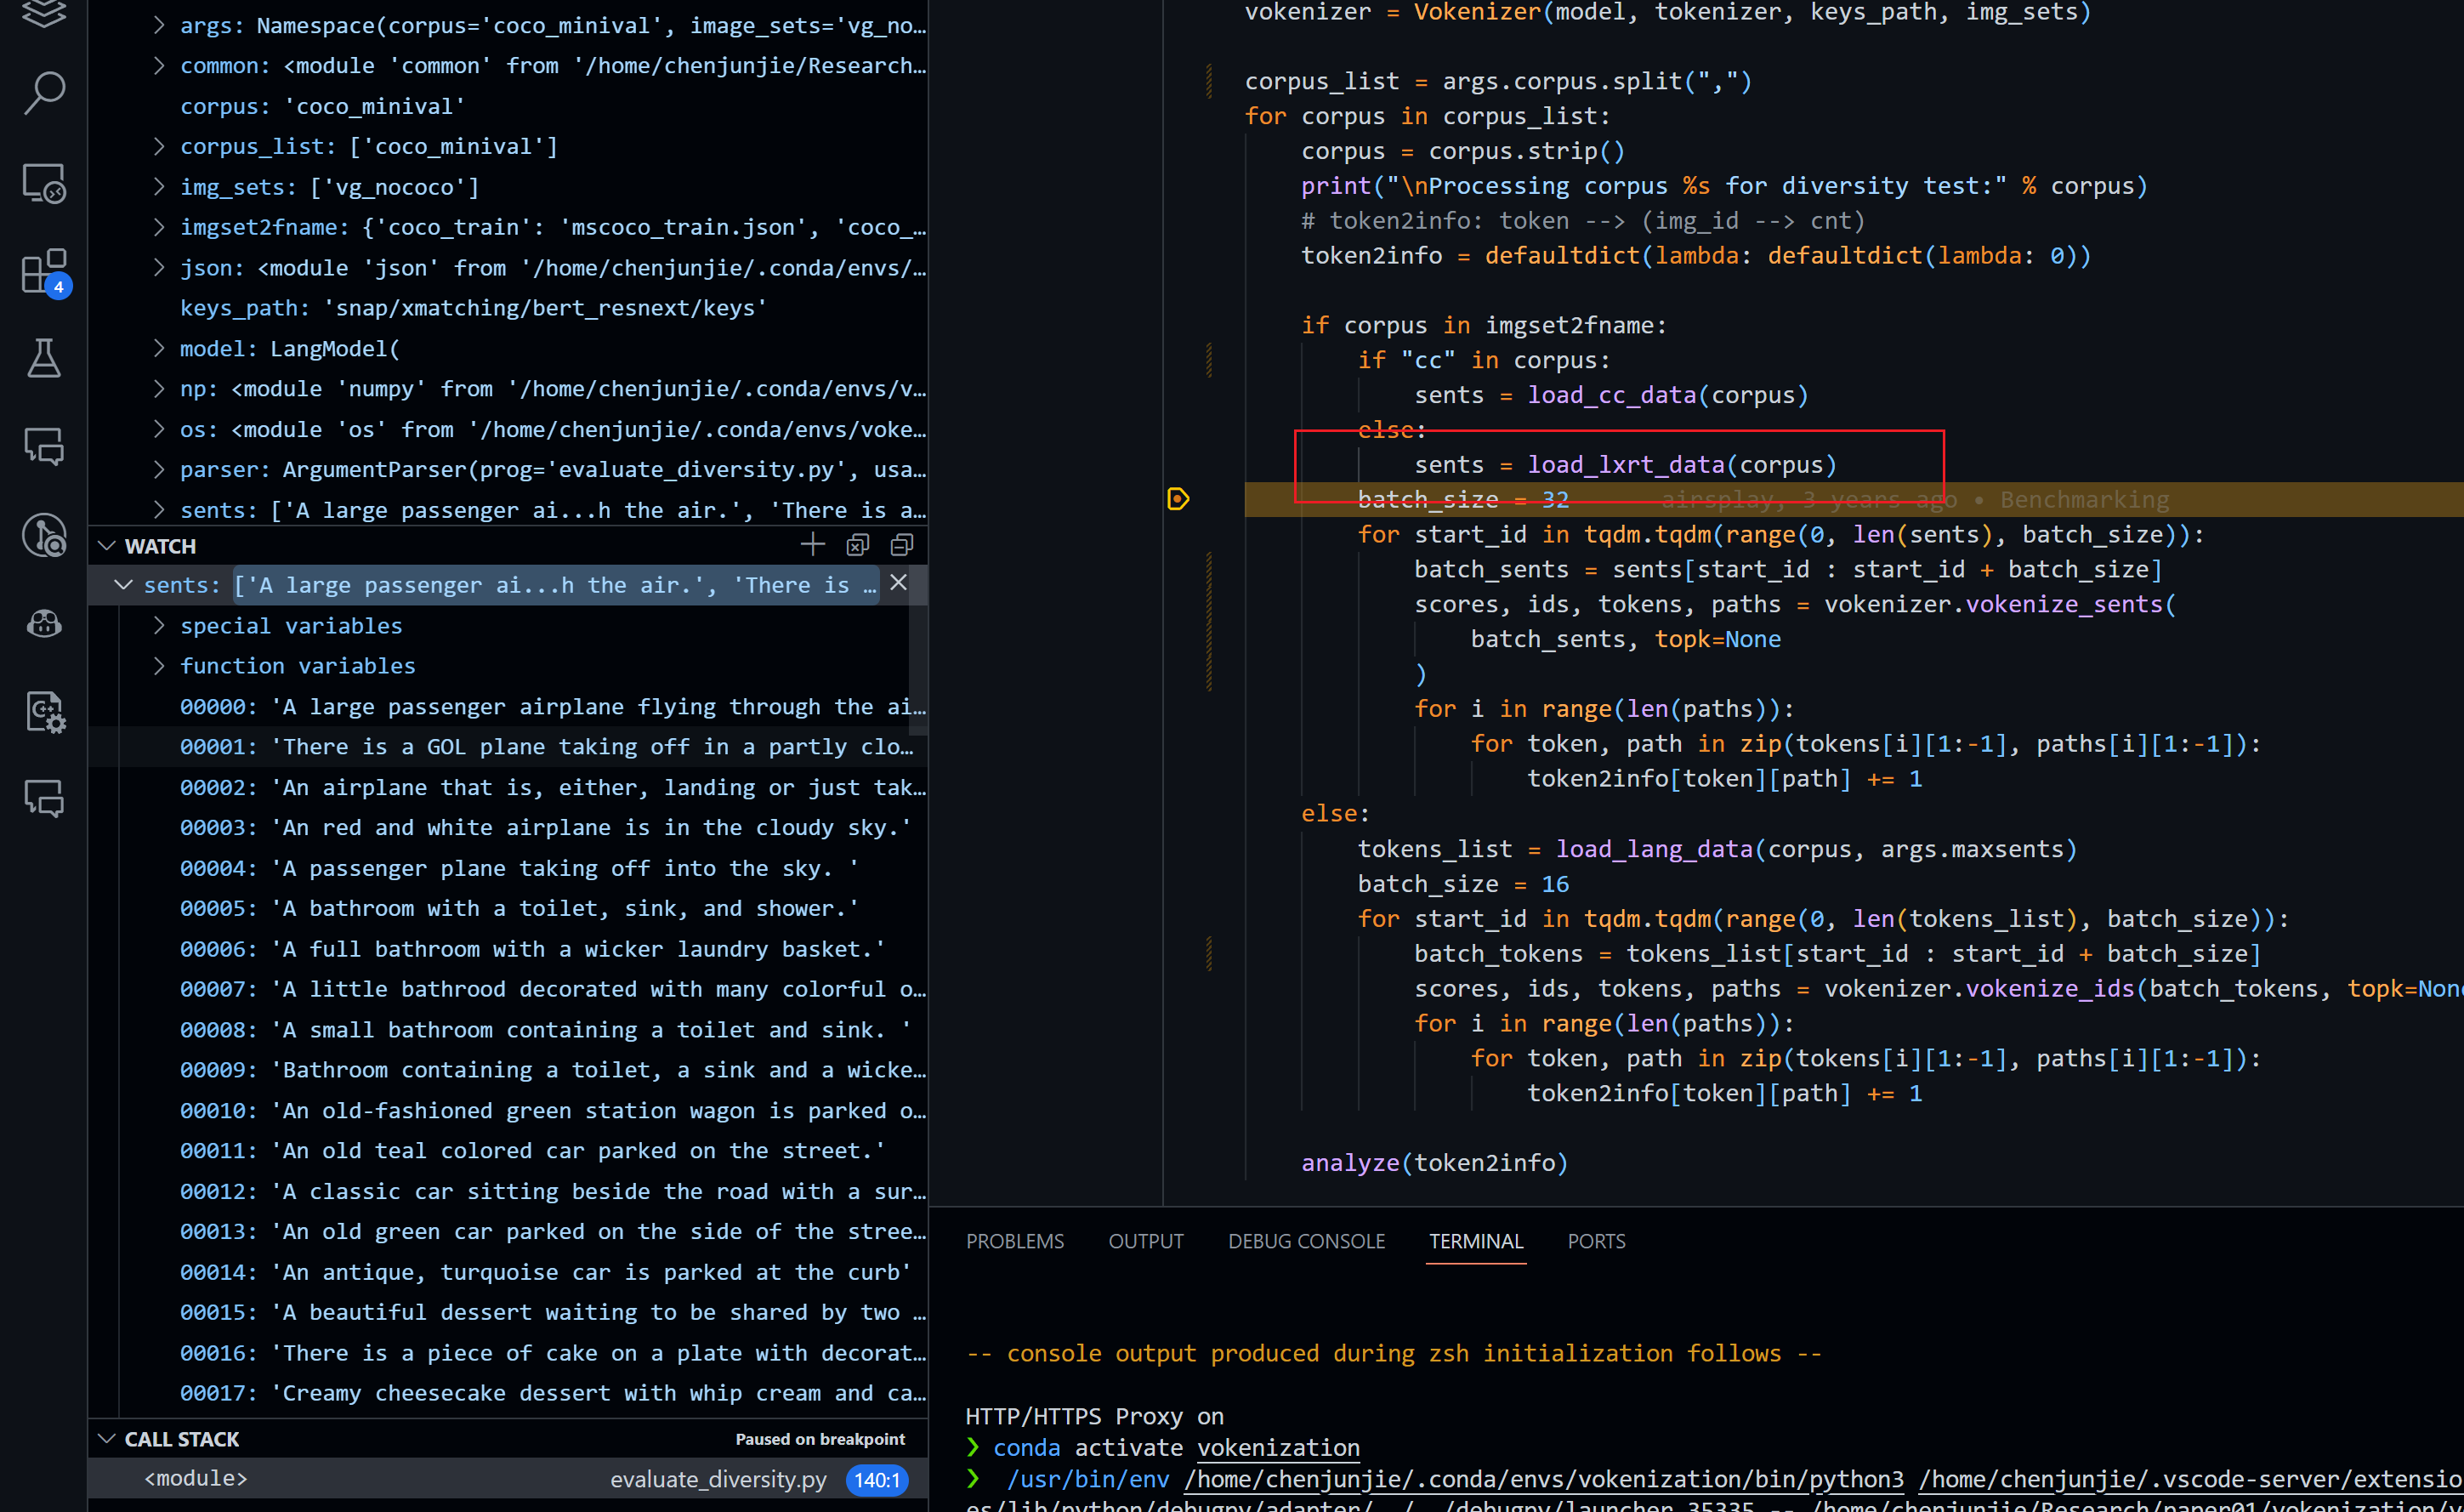 args: Namespace(corpus='coco_minival', image_sets='vg_no…
common: <module 'common' from '/home/chenjunjie/Research…
corpus: 'coco_minival'
corpus_list: ['coco_minival']
img_sets: ['vg_nococo']
imgset2fname: {'coco_train': 'mscoco_train.json', 'coco_…
json: <module 'json' from '/home/chenjunjie/.conda/envs/…
keys_path: 'snap/xmatching/bert_resnext/keys'
model: LangModel(
np: <module 'numpy' from '/home/chenjunjie/.conda/envs/v…
os: <module 'os' from '/home/chenjunjie/.conda/envs/voke…
parser: ArgumentParser(prog='evaluate_diversity.py', usa…
sents: ['A large passenger ai...h the air.', 'There is a…
4
WATCH
sents: ['A large passenger ai...h the air.', 'There is …
special variables
function variables
00000: 'A large passenger airplane flying through the ai…
00001: 'There is a GOL plane taking off in a partly clo…
00002: 'An airplane that is, either, landing or just tak…
00003: 'An red and white airplane is in the cloudy sky.'
00004: 'A passenger plane taking off into the sky. '
00005: 'A bathroom with a toilet, sink, and shower.'
00006: 'A full bathroom with a wicker laundry basket.'
00007: 'A little bathrood decorated with many colorful o…
00008: 'A small bathroom containing a toilet and sink. '
00009: 'Bathroom containing a toilet, a sink and a wicke…
00010: 'An old-fashioned green station wagon is parked o…
00011: 'An old teal colored car parked on the street.'
00012: 'A classic car sitting beside the road with a sur…
00013: 'An old green car parked on the side of the stree…
00014: 'An antique, turquoise car is parked at the curb'
00015: 'A beautiful dessert waiting to be shared by two …
00016: 'There is a piece of cake on a plate with decorat…
00017: 'Creamy cheesecake dessert with whip cream and ca…
CALL STACK
Paused on breakpoint
<module>
evaluate_diversity.py 140:1
vokenizer = Vokenizer(model, tokenizer, keys_path, img_sets)
corpus_list = args.corpus.split(",")
for corpus in corpus_list:
corpus = corpus.strip()
print("\nProcessing corpus %s for diversity test:" % corpus)
# token2info: token --> (img_id --> cnt)
token2info = defaultdict(lambda: defaultdict(lambda: 0))
if corpus in imgset2fname:
if "cc" in corpus:
sents = load_cc_data(corpus)
else:
sents = load_lxrt_data(corpus)
batch_size = 32 airsplay, 3 years ago • Benchmarking
for start_id in tqdm.tqdm(range(0, len(sents), batch_size)):
batch_sents = sents[start_id : start_id + batch_size]
scores, ids, tokens, paths = vokenizer.vokenize_sents(
batch_sents, topk=None
)
for i in range(len(paths)):
for token, path in zip(tokens[i][1:-1], paths[i][1:-1]):
token2info[token][path] += 1
else:
tokens_list = load_lang_data(corpus, args.maxsents)
batch_size = 16
for start_id in tqdm.tqdm(range(0, len(tokens_list), batch_size)):
batch_tokens = tokens_list[start_id : start_id + batch_size]
scores, ids, tokens, paths = vokenizer.vokenize_ids(batch_tokens, topk=Non
for i in range(len(paths)):
for token, path in zip(tokens[i][1:-1], paths[i][1:-1]):
token2info[token][path] += 1
analyze(token2info)
PROBLEMS OUTPUT DEBUG CONSOLE TERMINAL PORTS
-- console output produced during zsh initialization follows --
HTTP/HTTPS Proxy on
❯ conda activate vokenization
❯ /usr/bin/env /home/chenjunjie/.conda/envs/vokenization/bin/python3 /home/chenjunjie/.vscode-server/extensio
es/lib/python/debugpy/adapter/../../debugpy/launcher 35335 -- /home/chenjunjie/Research/paper01/vokenization/